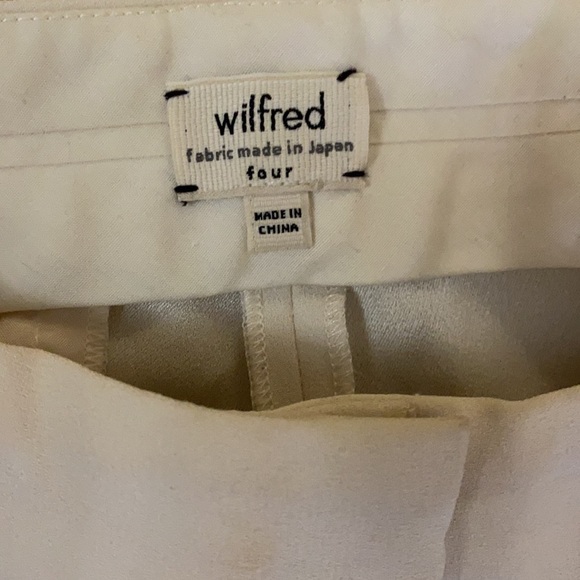 wilfred
fabric made in Japan
four
MADE IN
CHINA